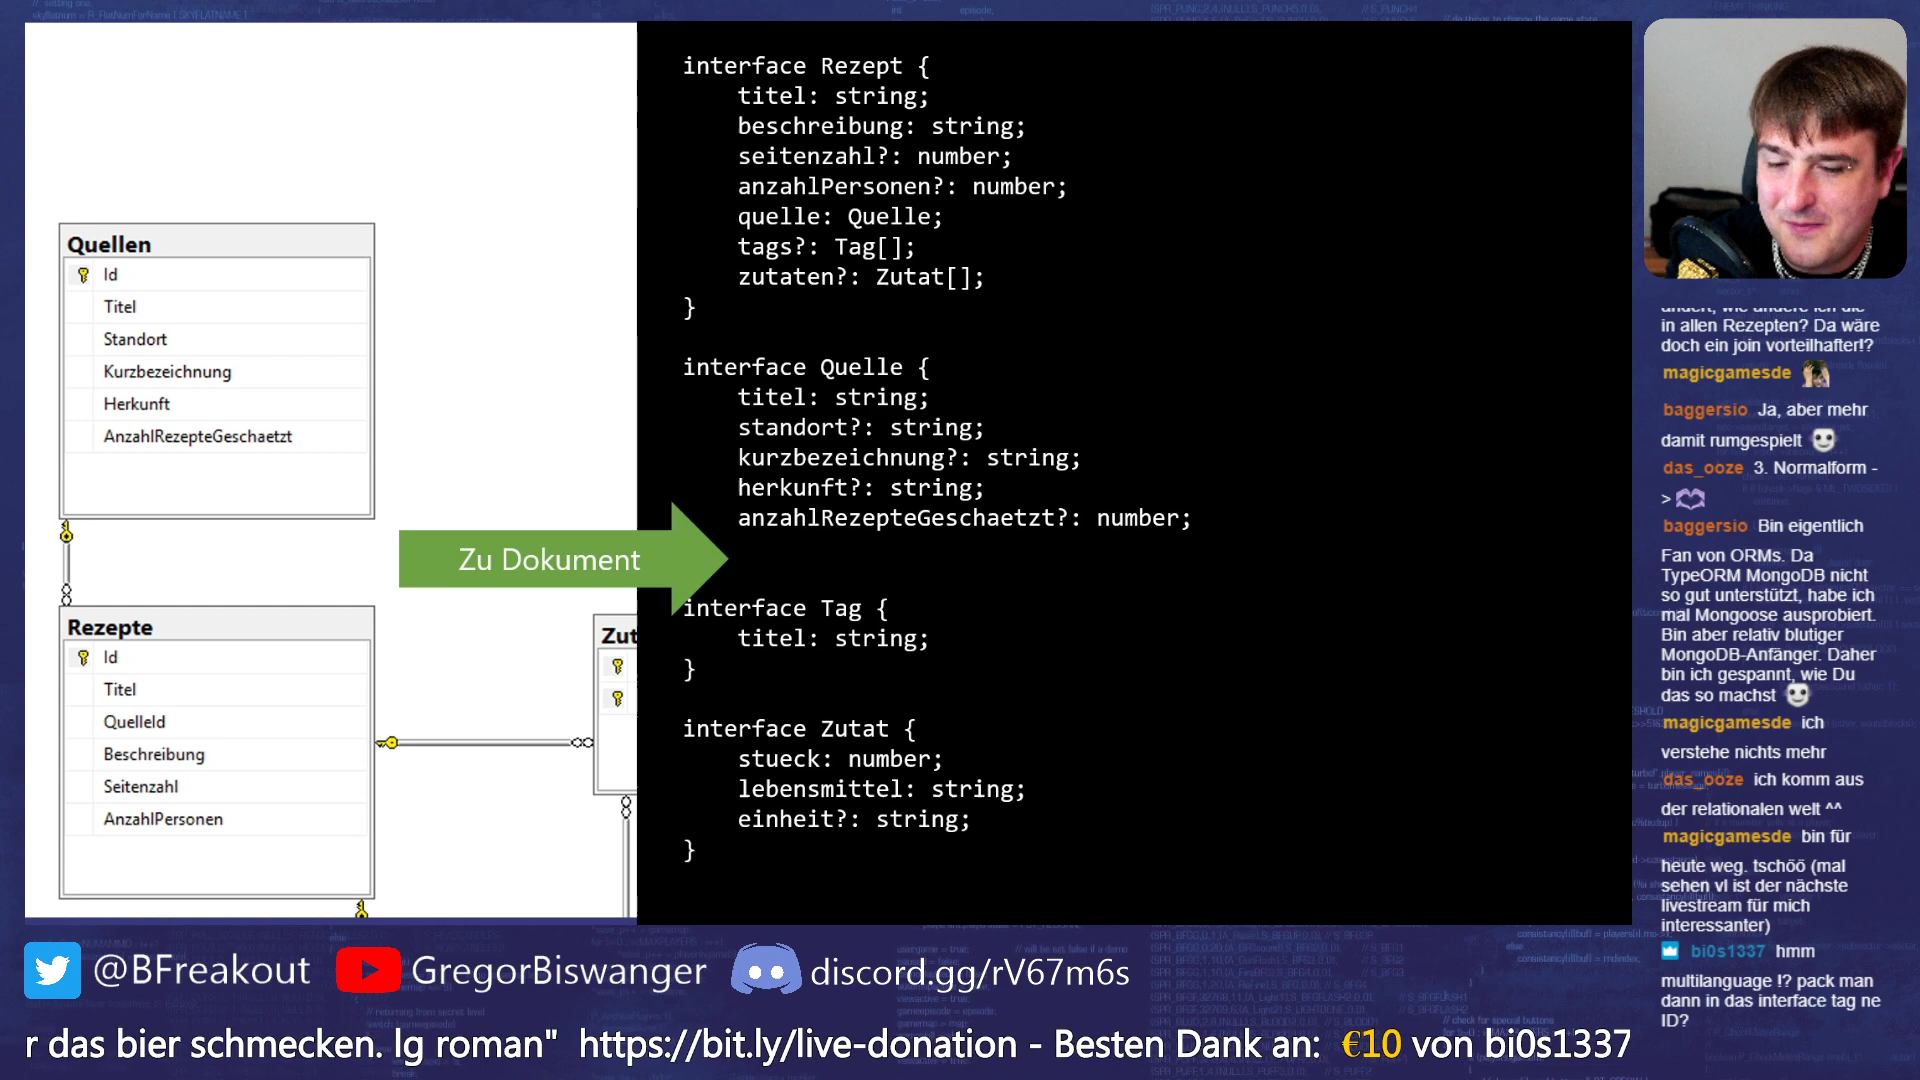 interface Rezept {
titel: string;
beschreibung: string;
seitenzahl?: number;
anzahlPersonen?: number;
quelle: Quelle;
tags?: Tag[];
zutaten?: Zutat[];
}
interface Quelle {
titel: string;
standort?: string;
kurzbezeichnung?: string;
herkunft?: string;
anzahlRezepteGeschaetzt?: number;
interface Tag {
titel: string;
}
interface Zutat {
stueck: number;
lebensmittel: string;
einheit?: string;
}
Quellen
Id
Titel
Standort
Kurzbezeichnung
Herkunft
AnzahlRezepteGeschaetzt
Zu Dokument
Rezepte
Id
Titel
QuelleId
Beschreibung
Seitenzahl
AnzahlPersonen
Zut
in allen Rezepten? Da wäre
doch ein join vorteilhafter!?
magicgamesde
baggersio Ja, aber mehr
damit rumgespielt
das_ooze 3. Normalform -
>
baggersio Bin eigentlich
Fan von ORMs. Da
TypeORM MongoDB nicht
so gut unterstützt, habe ich
mal Mongoose ausprobiert.
Bin aber relativ blutiger
MongoDB-Anfänger. Daher
bin ich gespannt, wie Du
das so machst
magicgamesde ich
verstehe nichts mehr
das_ooze ich komm aus
der relationalen welt ^^
magicgamesde bin für
heute weg. tschöö (mal
sehen vl ist der nächste
livestream für mich
interessanter)
bi0s1337 hmm
multilanguage !? pack man
dann in das interface tag ne
ID?
@BFreakout GregorBiswanger discord.gg/rV67m6s
r das bier schmecken. lg roman" https://bit.ly/live-donation - Besten Dank an: €10 von bi0s1337